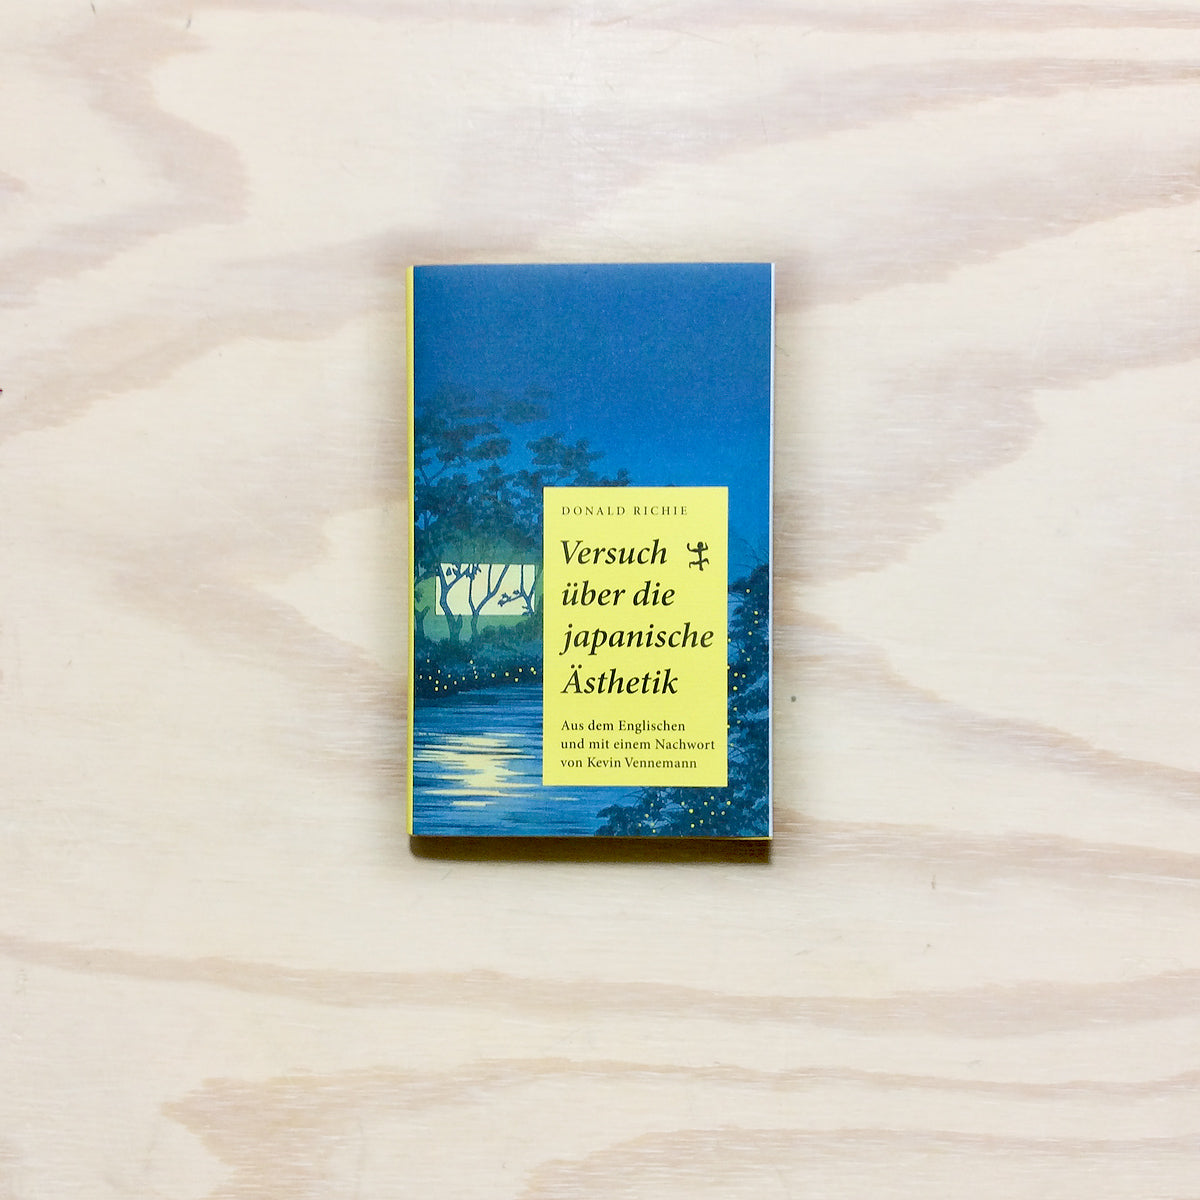 DONALD RICHIE
Versuch
über die
japanische
Ästhetik
Aus dem Englischen
und mit einem Nachwort
von Kevin Vennemann